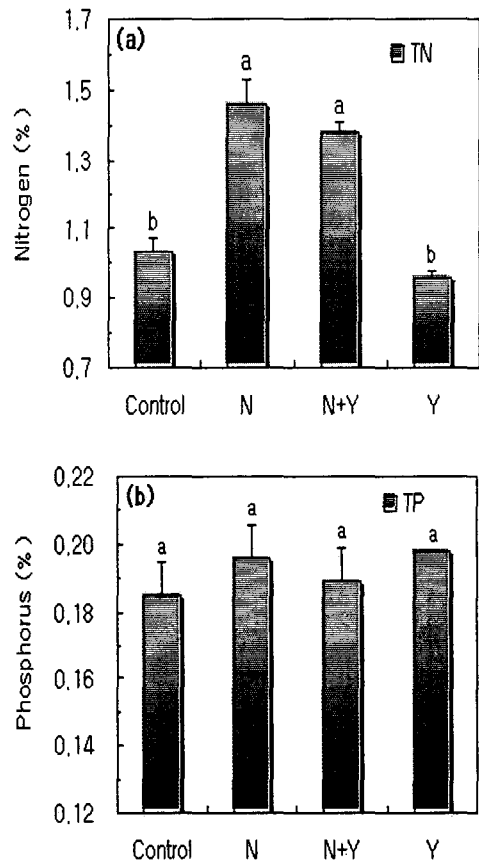 1,7
(a)
TN
a
1,5
a
1,3
Nitrogen (%)
b
1,1
b
0,9
0,7
Control N N+Y Y
0,22
(b)
TP
a
a
a
a
0,20
Phosphorus (%)
0,18
0,16
0,14
0,12
Control N N+Y Y